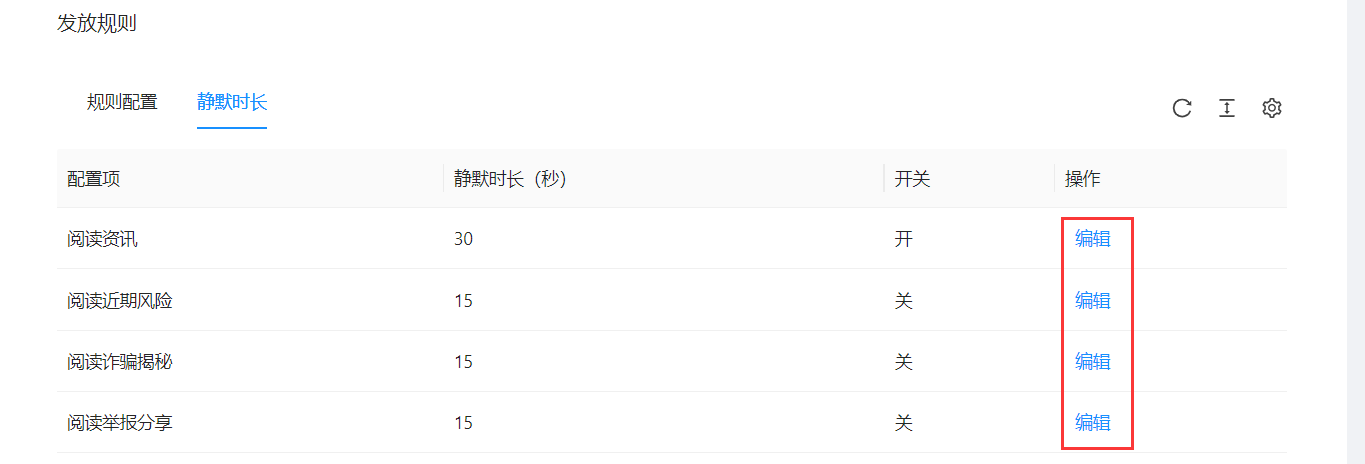 发放规则
规则配置 静默时长
配置项 静默时长（秒） 开关 操作
阅读资讯 30 开 编辑
阅读近期风险 15 关 编辑
阅读诈骗揭秘 15 关 编辑
阅读举报分享 15 关 编辑